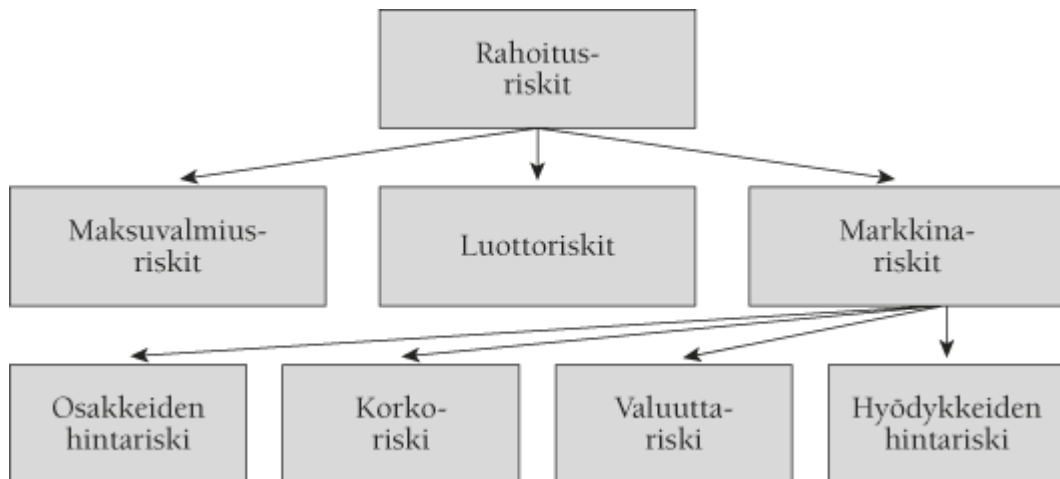 Rahoitus-
riskit
Maksuvalmius-
riskit
Luottoriskit
Markkina-
riskit
Osakkeiden
hintariski
Korko-
riski
Valuutta-
riski
Hyödykkeiden
hintariski